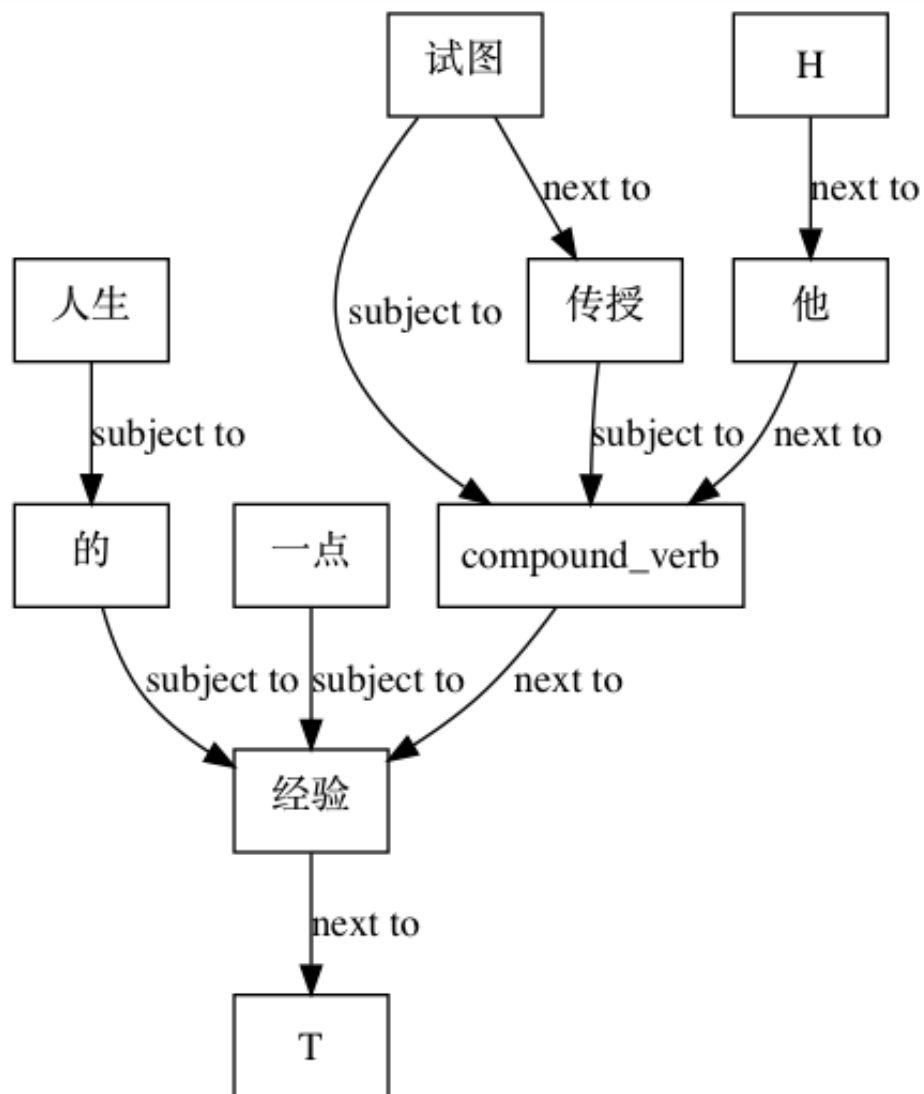 试图
H
next to
next to
人生
subject to
传授
他
subject to
subject to
next to
的
一点
compound_verb
subject to
subject to
next to
经验
next to
T